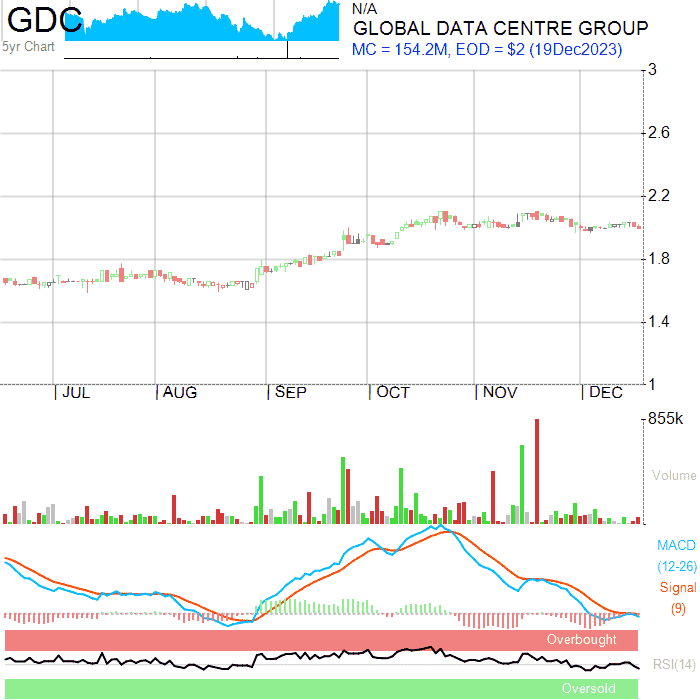 GDC
5yr Chart
N/A
GLOBAL DATA CENTRE GROUP
MC = 154.2M, EOD = $2 (19Dec2023)
3
2.6
2.2
1.8
1.4
1
JUL AUG SEP OCT NOV DEC
855k
Volume
MACD
(12-26)
Signal
(9)
Overbought
RSI(14)
Oversold